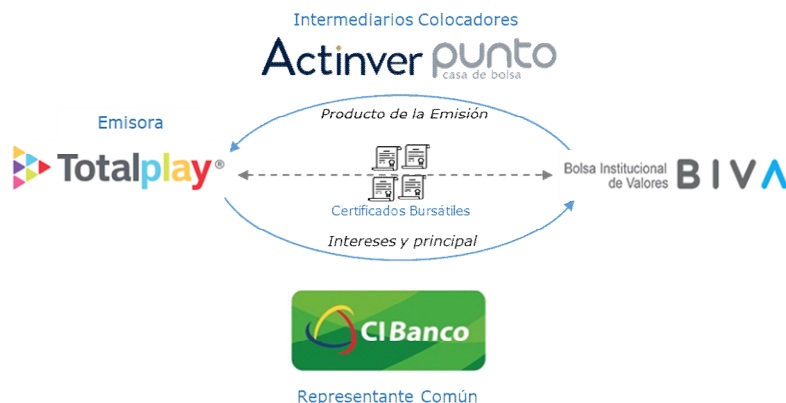 Intermediarios Colocadores
Actinver punto
casa de bolsa
Producto de la Emisión
Emisora
Totalplay®
Bolsa Institucional
de Valores
BIVA
Certificados Bursátiles
Intereses y principal
CIBanco
Representante Común